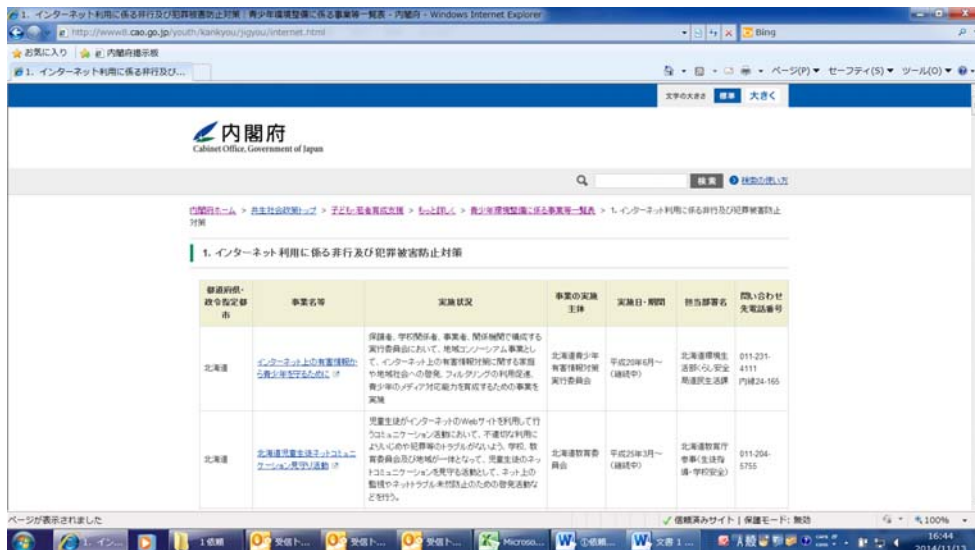 1. インターネット利用に係る非行及び犯罪被害防止対策 | 青少年環境整備に係る事業等一覧表 - 内閣府 - Windows Internet Explorer
http://www8.cao.go.jp/youth/kankyou/jigyou/internet.html
Bing
お気に入り 内閣府掲示板
1. インターネット利用に係る非行及び...
ページ(P) セーフティ(S) ツール(O)
文字の大きさ 標準 大きく
内閣府
Cabinet Office, Government of Japan
検索 検索の使い方
内閣府ホーム > 共生社会政策トップ > 子ども・若者育成支援 > もっと詳しく > 青少年環境整備に係る事業等一覧表 > 1. インターネット利用に係る非行及び犯罪被害防止
対策
1. インターネット利用に係る非行及び犯罪被害防止対策
都道府県・
政令指定都
市
事業名等
実施状況
事業の実施
主体
実施日・期間
担当部署名
問い合わせ
先電話番号
北海道
インターネット上の有害情報か
ら青少年を守るために
保護者、学校関係者、事業者、関係機関で構成する
実行委員会において、地域コンソーシアム事業とし
て、インターネット上の有害情報対策に関する家庭
や地域社会への啓発、フィルタリングの利用促進、
青少年のメディア対応能力を育成するための事業を
実施
北海道青少年
有害情報対策
実行委員会
平成20年6月～
(継続中)
北海道環境生
活部くらし安全
局道民生活課
011-231-
4111
内線24-165
北海道
北海道児童生徒ネットコミュニ
ケーション見守り活動
児童生徒がインターネットのWebサイトを利用して行
うコミュニケーション活動において、不適切な利用に
よりいじめや犯罪等のトラブルがないよう、学校、教
育委員会及び地域が一体となって、児童生徒のネッ
トコミュニケーションを見守る活動として、ネット上の
監視やネットトラブル未然防止のための啓発活動な
どを行う。
北海道教育委
員会
平成25年3月～
(継続中)
北海道教育庁
参事(生徒指
導・学校安全)
011-204-
5755
ページが表示されました
信頼済みサイト | 保護モード: 無効
100%
1. イン...
1 依頼
受信ト...
受信ト...
受信ト...
Microso...
①依頼...
文書 1 ...
A 般
16:44
2014/11/13